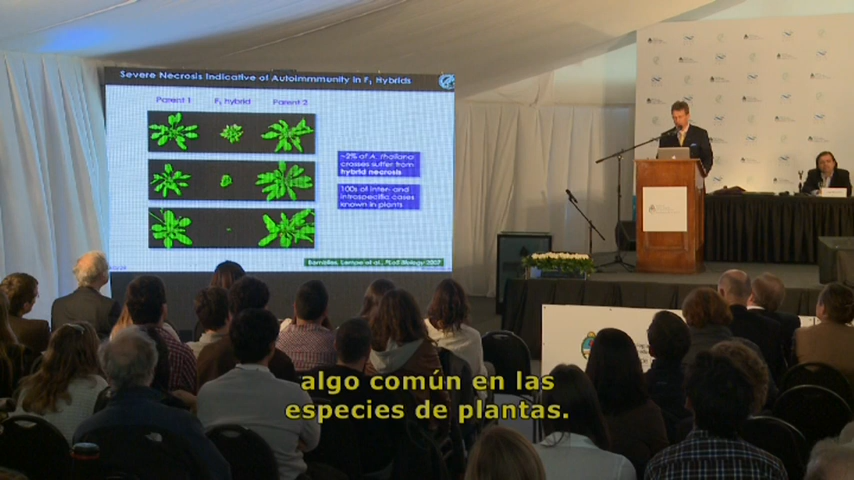 Severe Necrosis Indicative of Autoimmmunity in F1 Hybrids
Parent 1 F1 hybrid Parent 2
~2% of A. thaliana
crosses suffer from
hybrid necrosis
100s of inter- and
intraspecific cases
known in plants
Bomblies, Lempe et al., PLoS Biology 2007
algo común en las
especies de plantas.